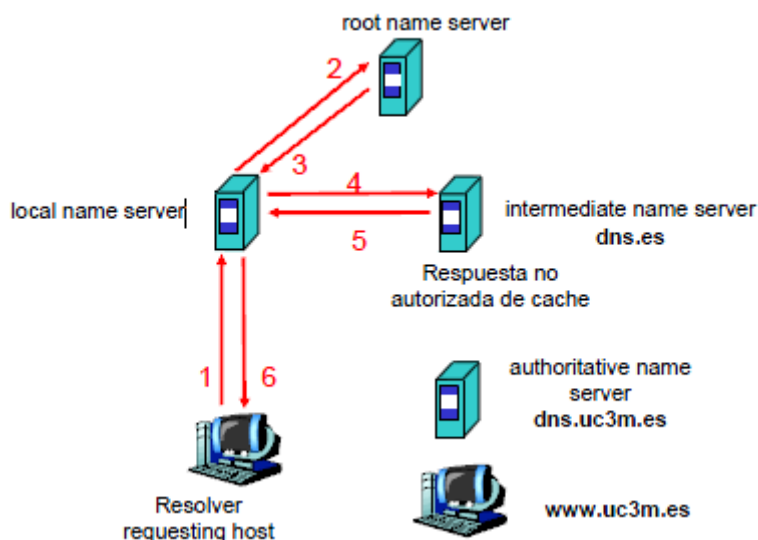 root name server
2
3
local name server
4
5
intermediate name server
dns.es
Respuesta no
autorizada de cache
1
6
authoritative name
server
dns.uc3m.es
Resolver
requesting host
www.uc3m.es